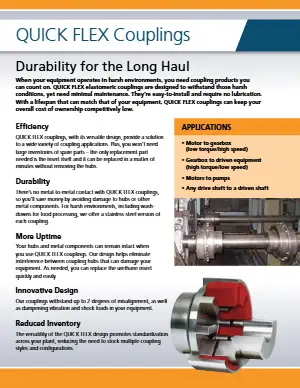 QUICK FLEX Couplings
Durability for the Long Haul
When your equipment operates in harsh environments, you need coupling products you
can count on. QUICK FLEX elastomeric couplings are designed to withstand those harsh
conditions, yet need minimal maintenance. They're easy-to-install and require no lubrication.
With a lifespan that can match that of your equipment, QUICK FLEX couplings can keep your
overall cost of ownership competitively low.
Efficiency
QUICK FLEX couplings, with its versatile design, provide a solution
to a wide variety of coupling applications. Plus, you won't need
large inventories of spare parts – the only replacement part
needed is the insert itself and it can be replaced in a matter of
minutes without removing the hubs.
Durability
There's no metal-to-metal contact with QUICK FLEX couplings,
so you'll save money by avoiding damage to hubs or other
metal components. For harsh environments, including wash-
downs for food processing, we offer a stainless-steel version of
each coupling.
More Uptime
Your hubs and metal components can remain intact when
you use QUICK FLEX couplings. Our design helps eliminate
interference between coupling hubs that can damage your
equipment. As needed, you can replace the urethane insert
quickly and easily.
Innovative Design
Our couplings withstand up to 2 degrees of misalignment, as well
as dampening vibration and shock loads in your equipment.
Reduced Inventory
The versatility of the QUICK FLEX design promotes standardization
across your plant, reducing the need to stock multiple coupling
styles and configurations.
APPLICATIONS
• Motor to gearbox
(low torque/high speed)
• Gearbox to driven equipment
(high torque/low speed)
• Motors to pumps
• Any drive shaft to a driven shaft